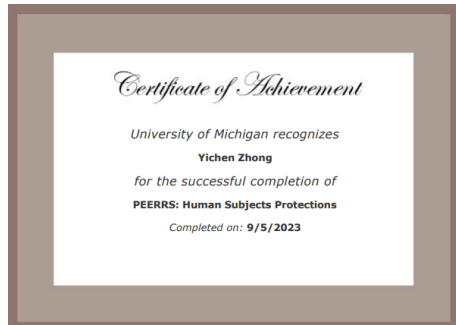 Certificate of Achievement
University of Michigan recognizes
Yichen Zhong
for the successful completion of
PEERRS: Human Subjects Protections
Completed on: 9/5/2023